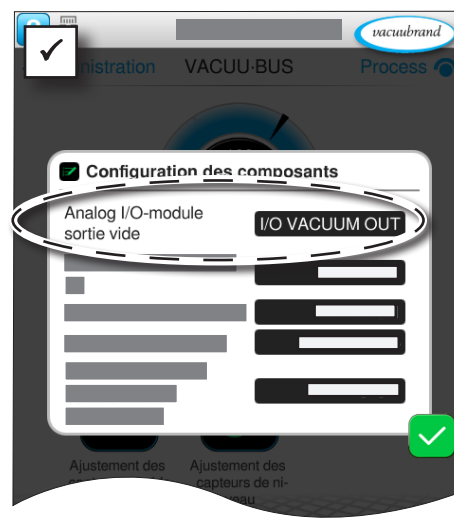 vacuubrand
nistration VACUU·BUS Process
Configuration des composants
Analog I/O-module
sortie vide
I/O VACUUM OUT
Ajustement des
Ajustement des
capteurs de ni-
veau